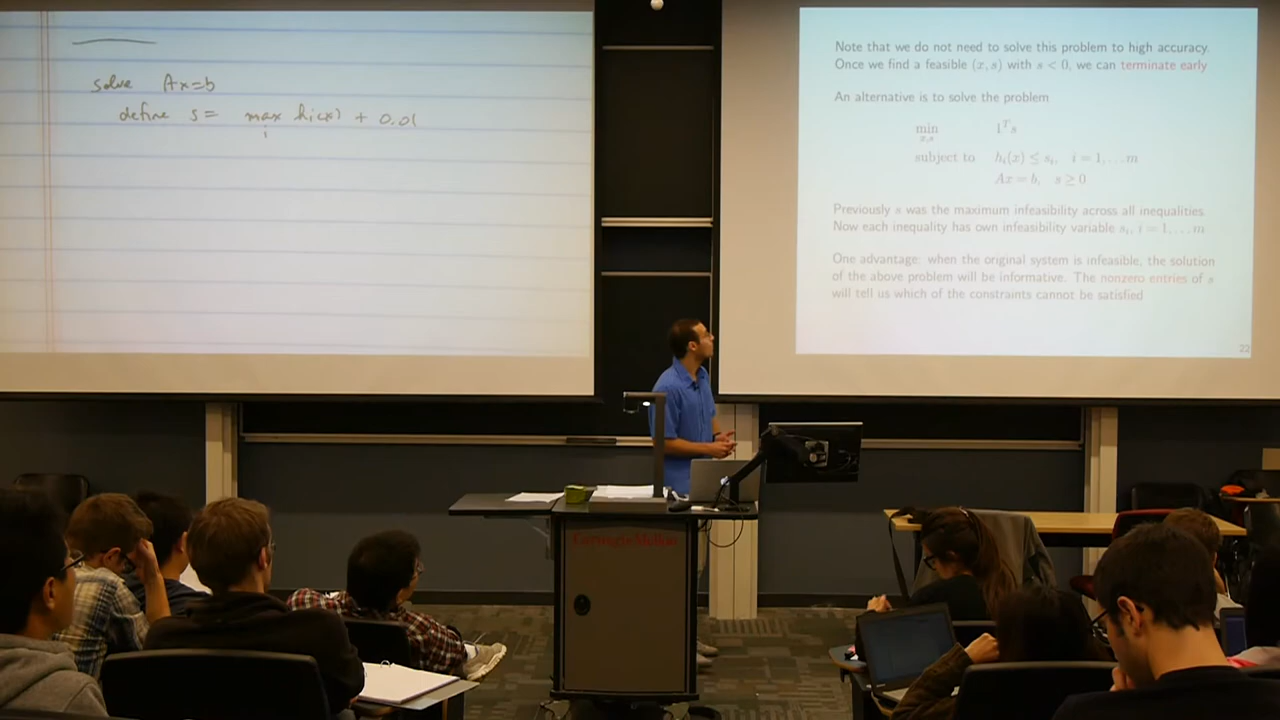 solve Ax=b
define s = max hi(x) + 0.01
i
Note that we do not need to solve this problem to high accuracy.
Once we find a feasible (x, s) with s < 0, we can terminate early
An alternative is to solve the problem
min 1ᵀs
x,s
subject to hᵢ(x) ≤ sᵢ, i = 1, . . . m
Ax = b, s ≥ 0
Previously s was the maximum infeasibility across all inequalities.
Now each inequality has own infeasibility variable sᵢ, i = 1, . . . m
One advantage: when the original system is infeasible, the solution
of the above problem will be informative. The nonzero entries of s
will tell us which of the constraints cannot be satisfied
22
Carnegie Mellon